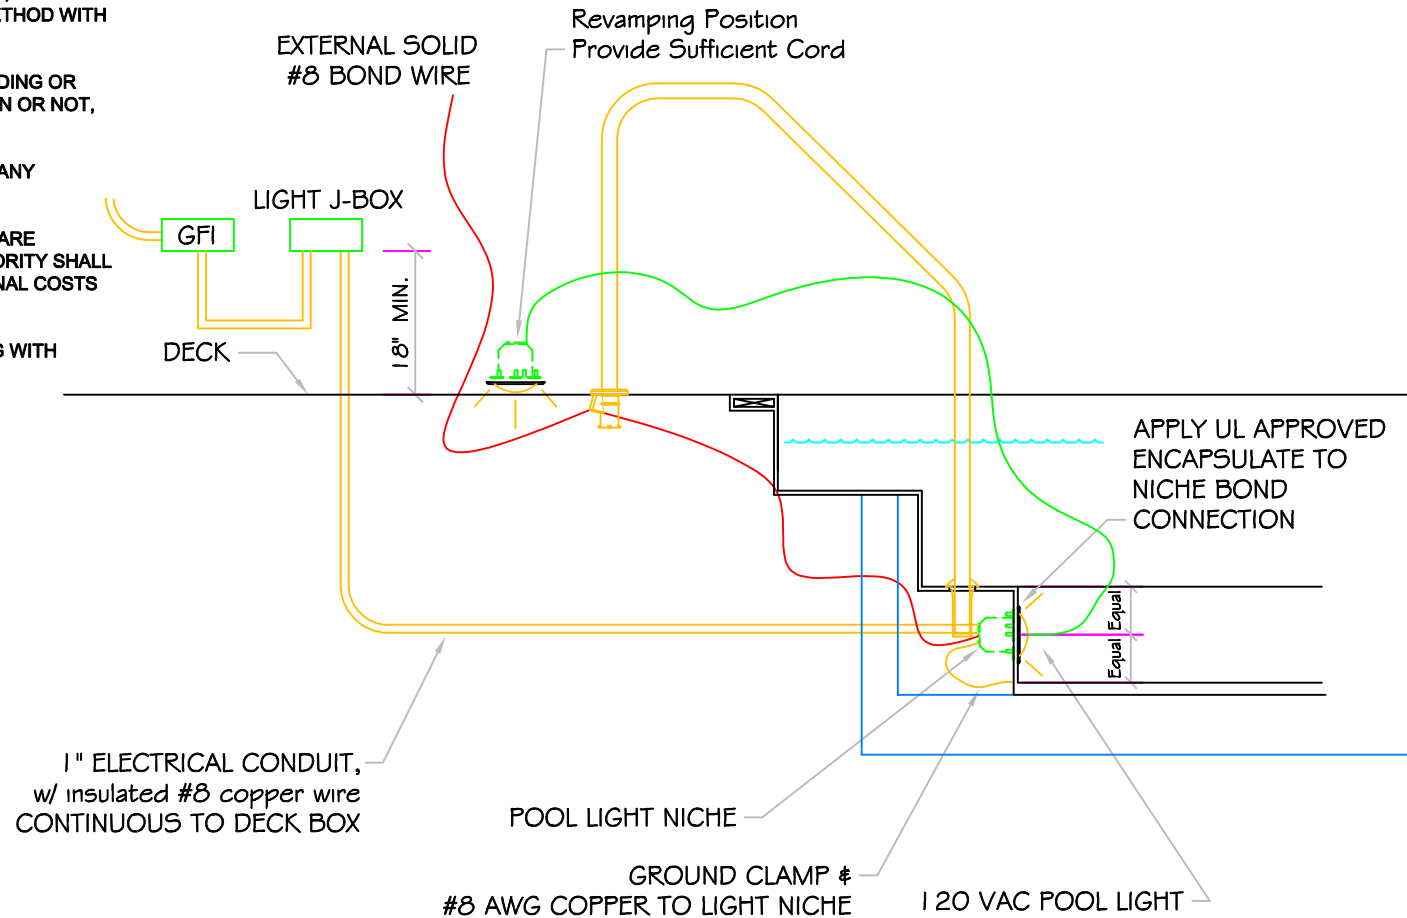 ETHOD WITH
DING OR
N OR NOT,
ANY
ARE
ORITY SHALL
NAL COSTS
G WITH
EXTERNAL SOLID
#8 BOND WIRE
Revamping Position
Provide Sufficient Cord
LIGHT J-BOX
GFI
18" MIN.
DECK
APPLY UL APPROVED
ENCAPSULATE TO
NICHE BOND
CONNECTION
Equal
Equal
1" ELECTRICAL CONDUIT,
w/ insulated #8 copper wire
CONTINUOUS TO DECK BOX
POOL LIGHT NICHE
GROUND CLAMP &
#8 AWG COPPER TO LIGHT NICHE
120 VAC POOL LIGHT